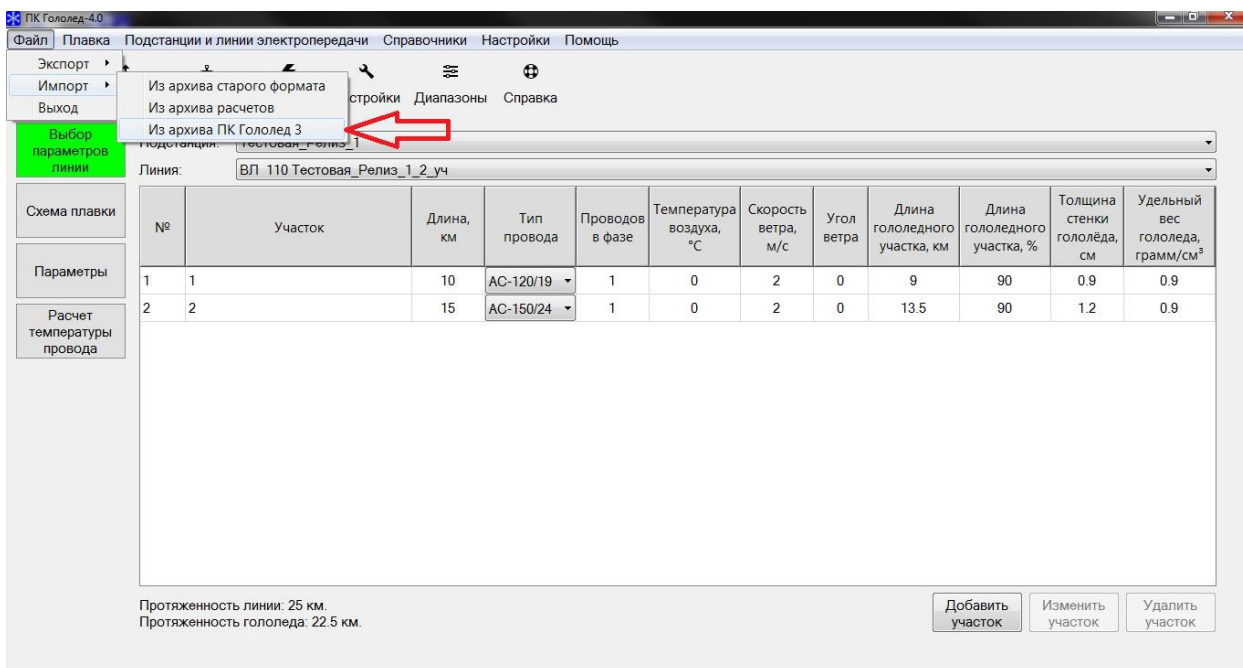 ПК Гололед-4.0
Файл Плавка Подстанции и линии электропередачи Справочники Настройки Помощь
Экспорт
Импорт
Выход
Из архива старого формата
Из архива расчетов
Из архива ПК Гололед 3
стройки Диапазоны Справка
Выбор
параметров
линии
Схема плавки
Параметры
Расчет
температуры
провода
Подстанция: Тестовая_Релиз_1
Линия: ВЛ 110 Тестовая_Релиз_1_2_уч
№ Участок Длина, км Тип провода Проводов в фазе Температура воздуха, °C Скорость ветра, м/с Угол ветра Длина гололедного участка, км Длина гололедного участка, % Толщина стенки гололёда, см Удельный вес гололеда, грамм/см³
1 1 10 АС-120/19 1 0 2 0 9 90 0.9 0.9
2 2 15 АС-150/24 1 0 2 0 13.5 90 1.2 0.9
Протяженность линии: 25 км.
Протяженность гололеда: 22.5 км.
Добавить
участок
Изменить
участок
Удалить
участок